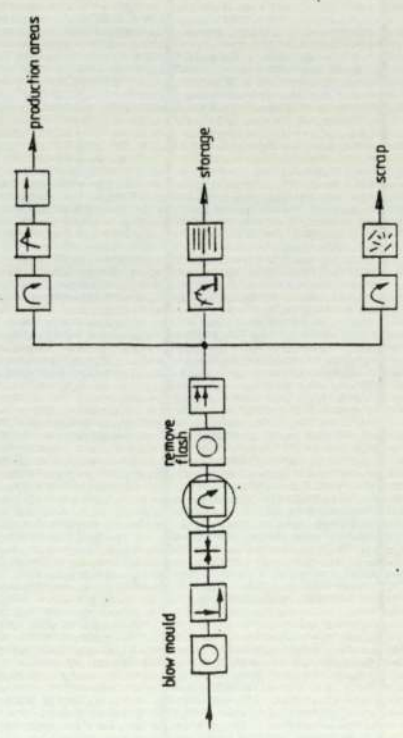 blow mould
remove
flash
production areas
storage
scrap